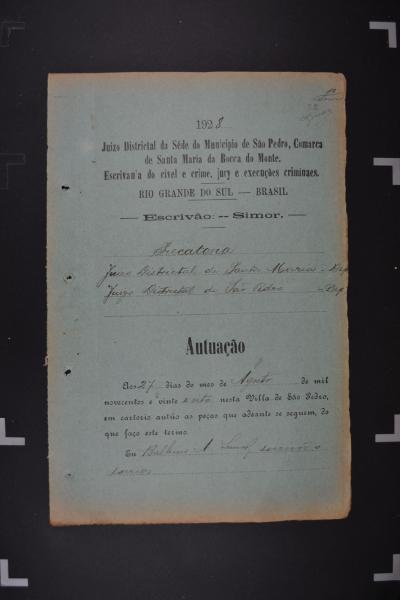 1928.
Juizo Districtal da Séde do Municipio de São Pedro, Comarca
de Santa Maria da Bocca do Monte.
Escrivan'a do civel e crime, jury e execuções criminaes.
RIO GRANDE DO SUL — BRASIL
— Escrivão: — Simor. —
Precatoria
Juizo Districtal de Santa Maria - Dep
Juizo Districtal de São Pedro - Dep
Autuação
Aos 27 dias do mez de Agosto de mil
novecentos e vinte e oito nesta Villa de São Pedro,
em cartorio autúo as peças que adeante se seguem, do
que faço este termo.
Eu A. escrivão o